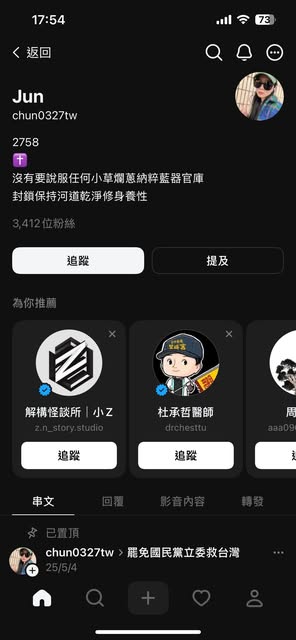 17:54
73
返回
Jun
chun0327tw
2758
✝️
沒有要說服任何小草爛蔥納粹藍器官庫
封鎖保持河道乾淨修身養性
3,412位粉絲
追蹤
提及
為你推薦
解構怪談所｜小Z
z.n_story.studio
追蹤
杜承哲醫師
drchesttu
追蹤
周
aaa09
串文
回覆
影音內容
轉發
已置頂
chun0327tw > 罷免國民黨立委救台灣
25/5/4